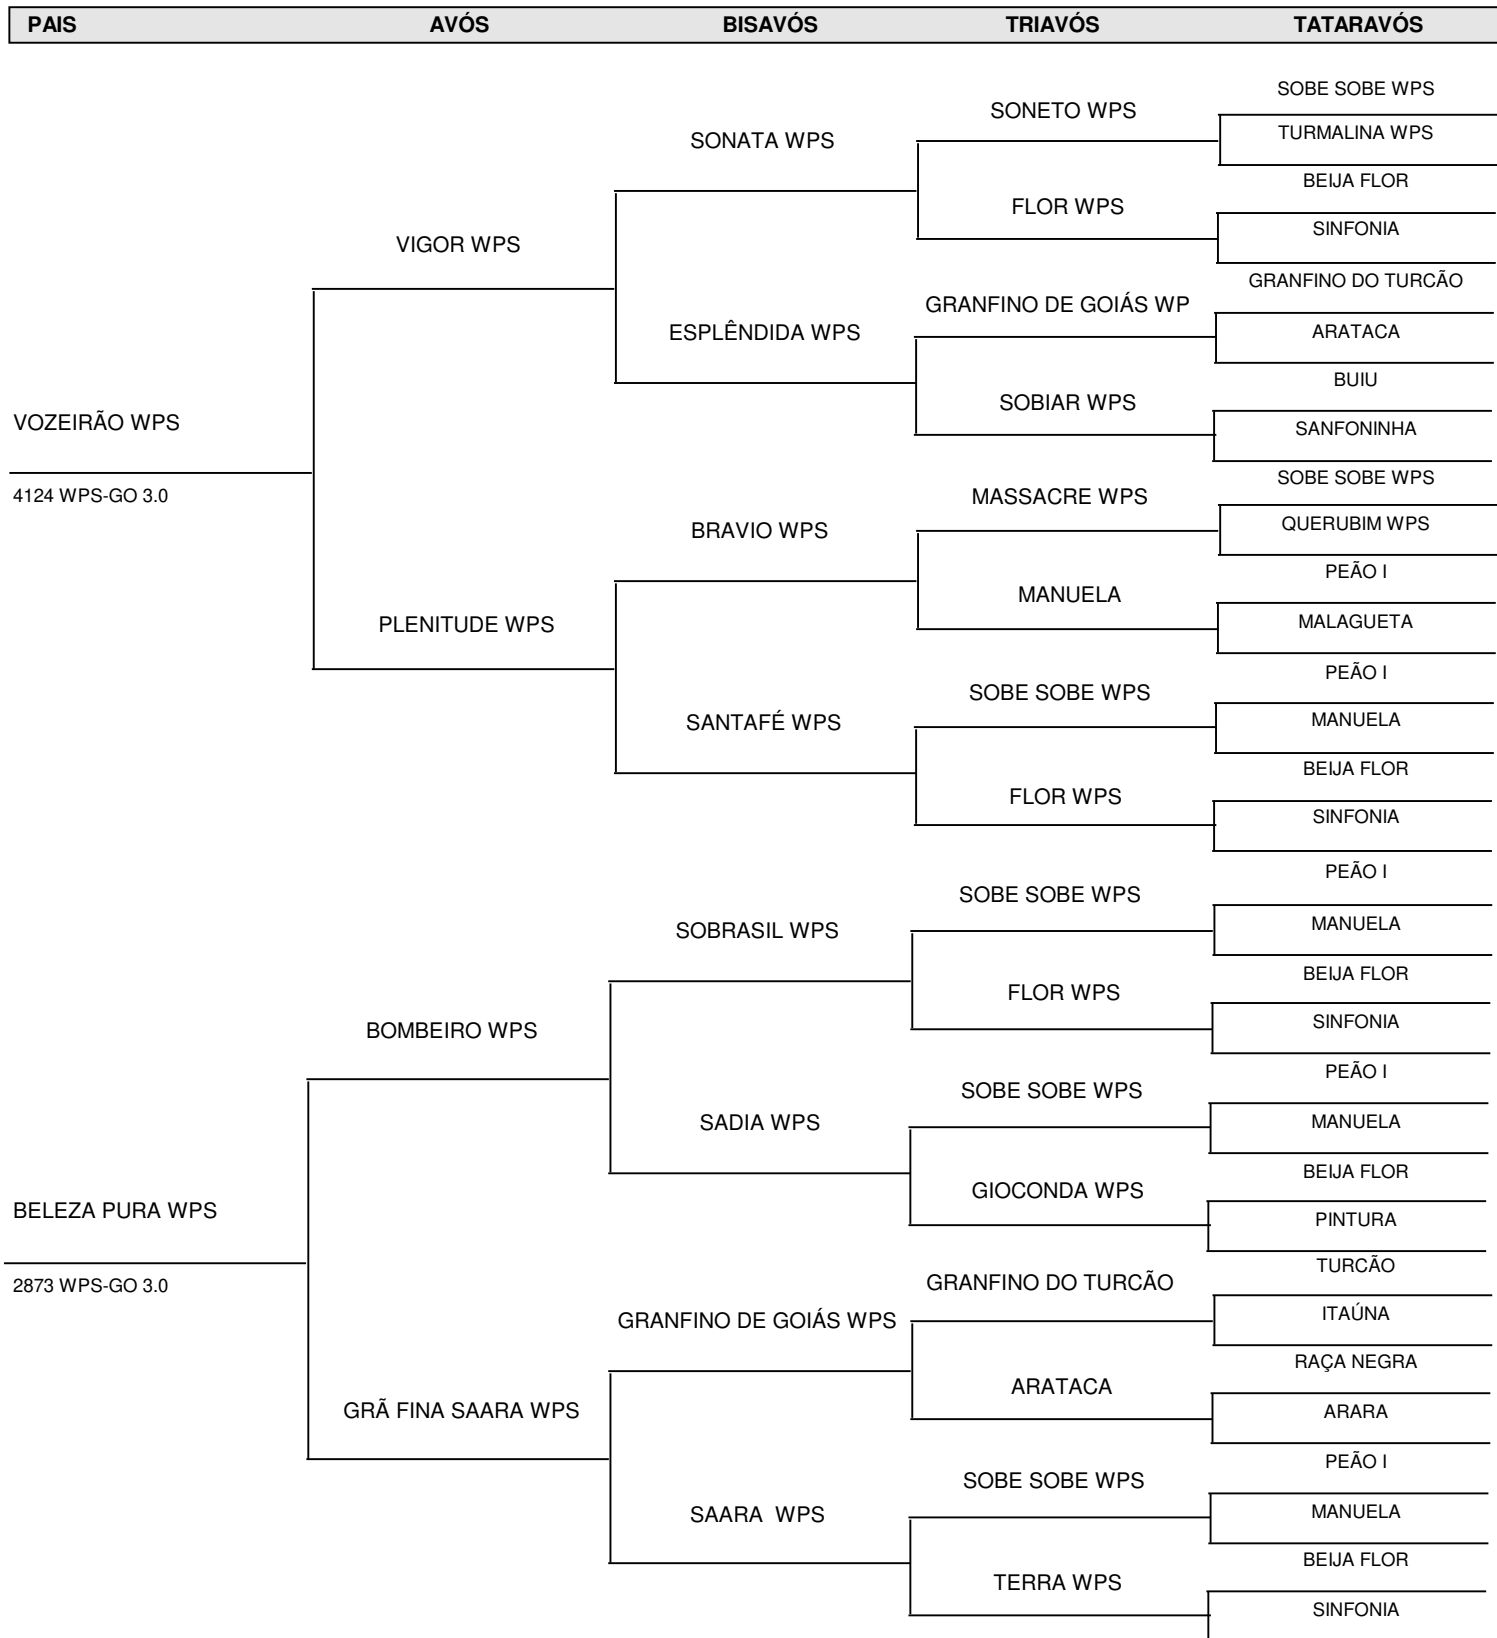 PAIS AVÓS BISAVÓS TRIAVÓS TATARAVÓS
SOBE SOBE WPS
SONETO WPS
TURMALINA WPS
SONATA WPS
BEIJA FLOR
FLOR WPS
SINFONIA
VIGOR WPS
GRANFINO DO TURCÃO
GRANFINO DE GOIÁS WP
ESPLÊNDIDA WPS
ARATACA
BUIU
SOBIAR WPS
VOZEIRÃO WPS
SANFONINHA
SOBE SOBE WPS
4124 WPS-GO 3.0
MASSACRE WPS
QUERUBIM WPS
BRAVIO WPS
PEÃO I
MANUELA
MALAGUETA
PLENITUDE WPS
PEÃO I
SOBE SOBE WPS
MANUELA
SANTAFÉ WPS
BEIJA FLOR
FLOR WPS
SINFONIA
PEÃO I
SOBE SOBE WPS
MANUELA
SOBRASIL WPS
BEIJA FLOR
FLOR WPS
SINFONIA
BOMBEIRO WPS
PEÃO I
SOBE SOBE WPS
MANUELA
SADIA WPS
BEIJA FLOR
GIOCONDA WPS
BELEZA PURA WPS
PINTURA
TURCÃO
2873 WPS-GO 3.0
GRANFINO DO TURCÃO
ITAÚNA
GRANFINO DE GOIÁS WPS
RAÇA NEGRA
ARATACA
GRÃ FINA SAARA WPS
ARARA
PEÃO I
SOBE SOBE WPS
MANUELA
SAARA WPS
BEIJA FLOR
TERRA WPS
SINFONIA